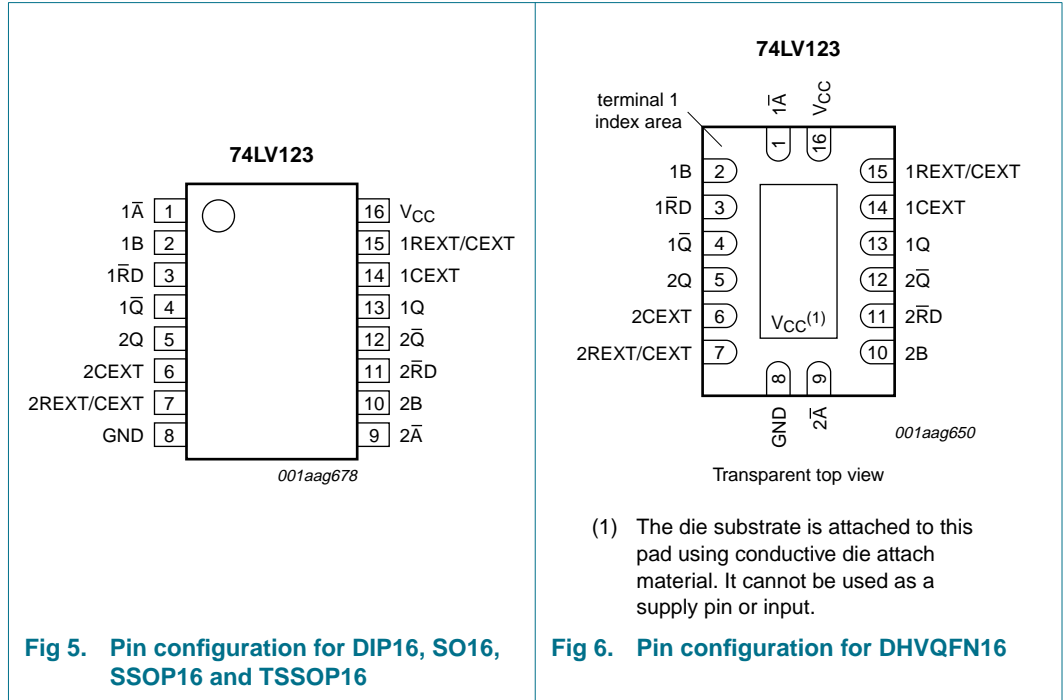 74LV123
1A̅ 1
1B 2
1R̅D 3
1Q̅ 4
2Q 5
2CEXT 6
2REXT/CEXT 7
GND 8
16 VCC
15 1REXT/CEXT
14 1CEXT
13 1Q
12 2Q̅
11 2R̅D
10 2B
9 2A̅
001aag678
Fig 5. Pin configuration for DIP16, SO16,
SSOP16 and TSSOP16
74LV123
terminal 1
index area
1A̅
VCC
1
16
1B 2
1R̅D 3
1Q̅ 4
2Q 5
2CEXT 6
2REXT/CEXT 7
15 1REXT/CEXT
14 1CEXT
13 1Q
12 2Q̅
11 2R̅D
10 2B
VCC(1)
8
9
GND
2A̅
001aag650
Transparent top view
(1) The die substrate is attached to this
pad using conductive die attach
material. It cannot be used as a
supply pin or input.
Fig 6. Pin configuration for DHVQFN16